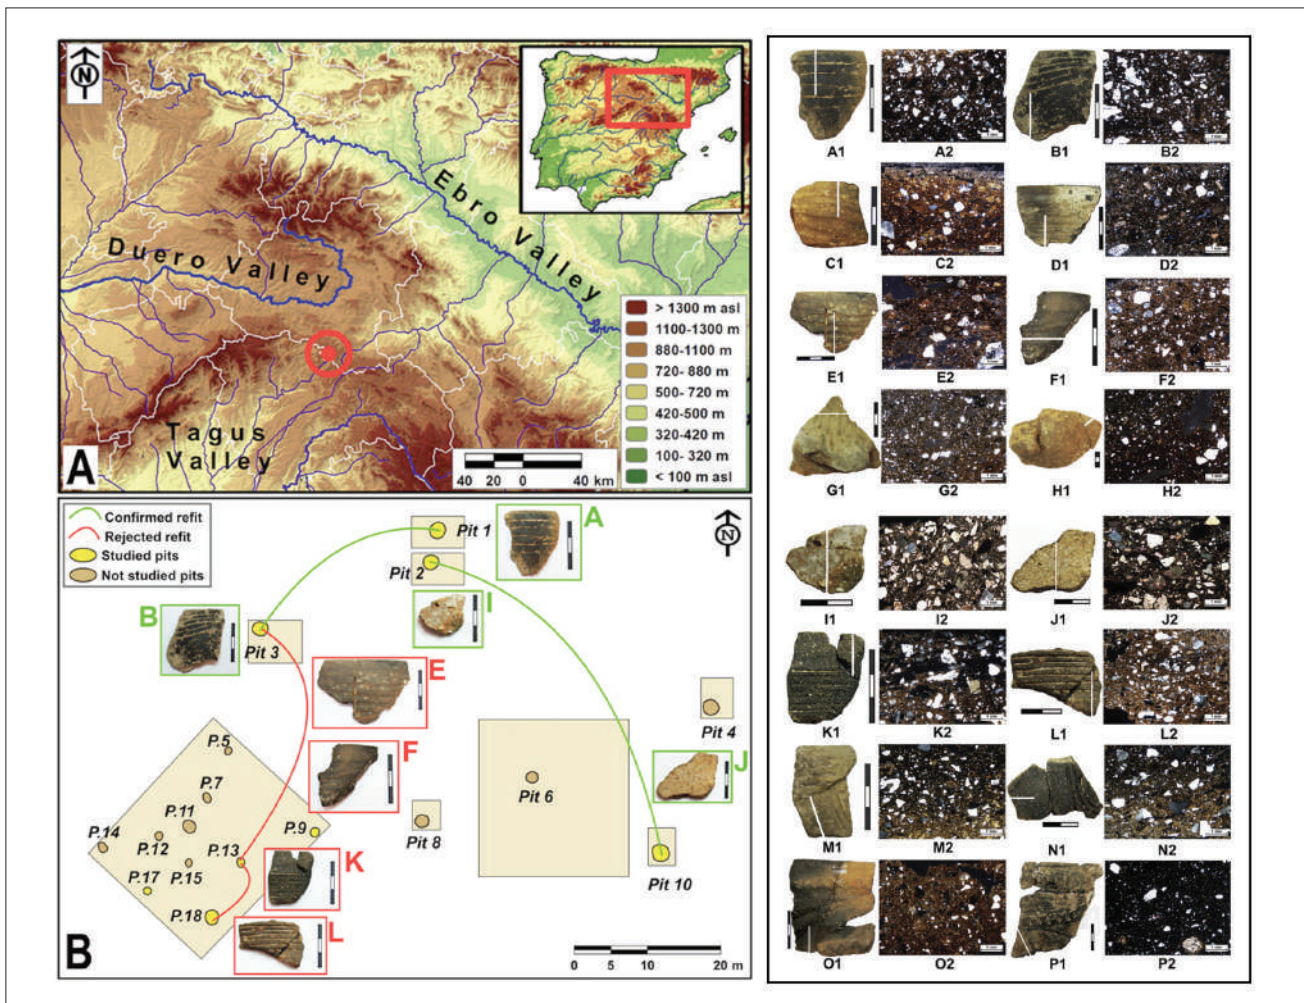 N
Ebro Valley
Duero Valley
Tagus
Valley
> 1300 m asl
1100-1300 m
880-1100 m
720- 880 m
500- 720 m
420-500 m
320-420 m
100- 320 m
< 100 m asl
A
40 20 0 40 km
Confirmed refit
Rejected refit
Studied pits
Not studied pits
N
Pit 1
A
Pit 2
I
B
Pit 3
E
Pit 4
P.5
F
J
P.7
Pit 6
P.11
P.14
P.12
P.9
Pit 8
P.13
P.15
K
P.17
Pit 10
P.18
L
B
0 5 10 20 m
A1 A2 B1 B2
C1 C2 D1 D2
E1 E2 F1 F2
G1 G2 H1 H2
I1 I2 J1 J2
K1 K2 L1 L2
M1 M2 N1 N2
O1 O2 P1 P2